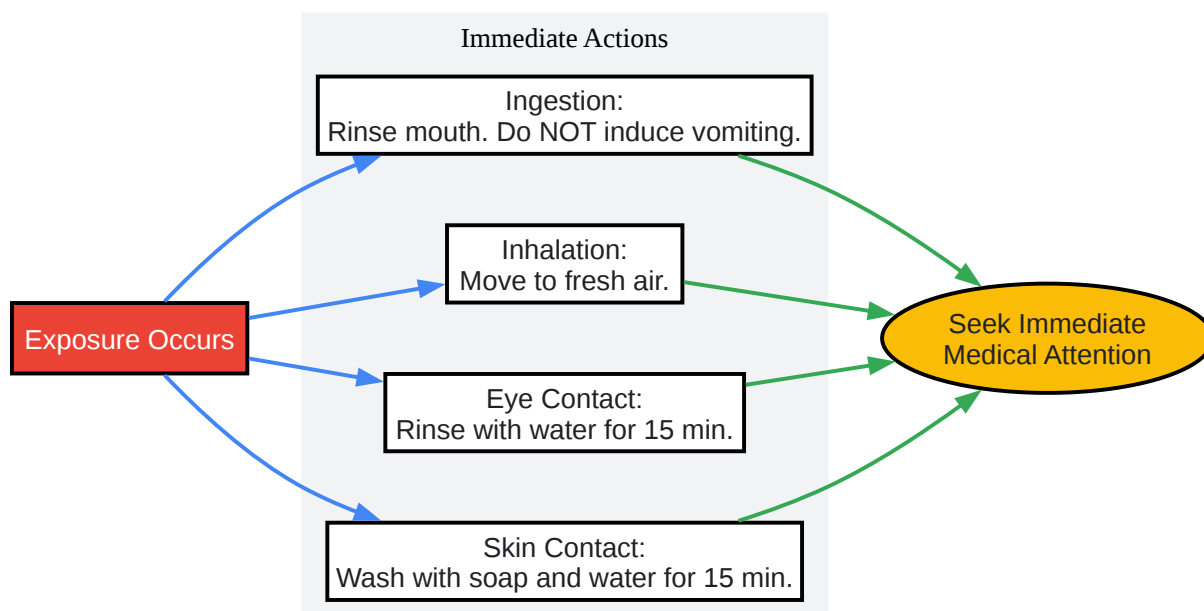 Immediate Actions
Ingestion:
Rinse mouth. Do NOT induce vomiting.
Inhalation:
Move to fresh air.
Exposure Occurs
Seek Immediate
Medical Attention
Eye Contact:
Rinse with water for 15 min.
Skin Contact:
Wash with soap and water for 15 min.